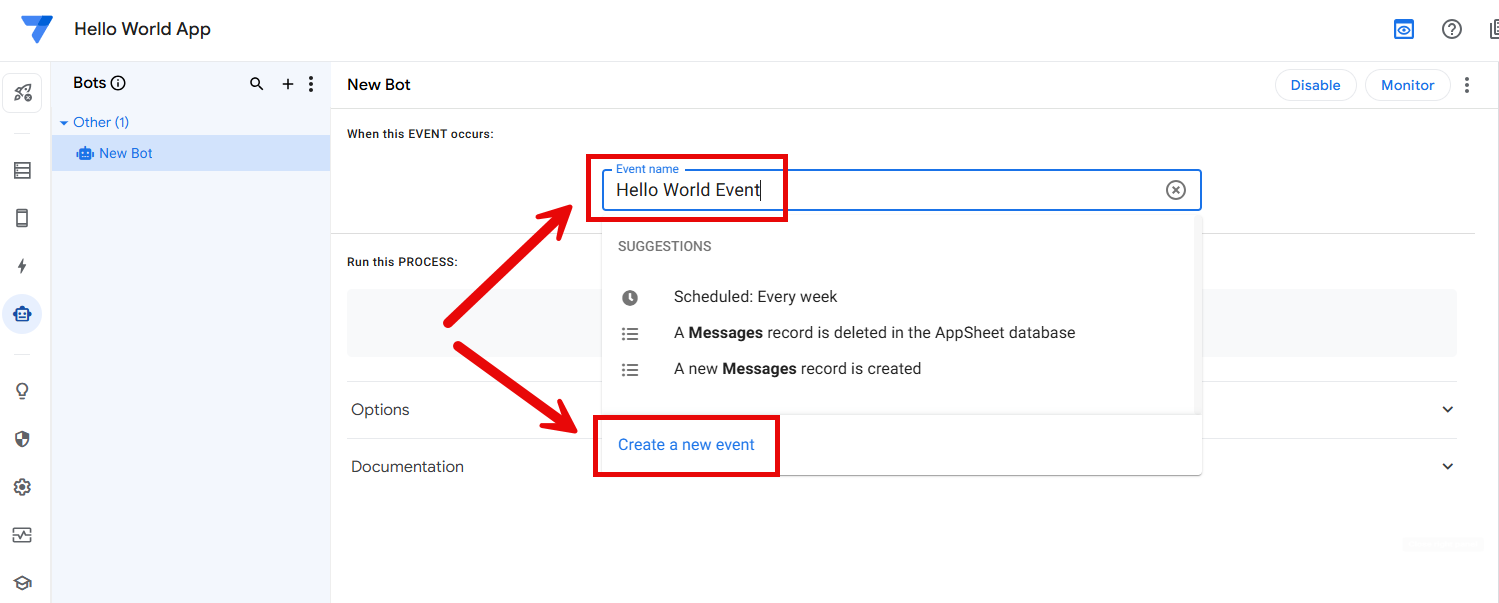 Hello World App
Bots
New Bot
Disable
Monitor
Other (1)
New Bot
When this EVENT occurs:
Event name
Hello World Event
SUGGESTIONS
Run this PROCESS:
Scheduled: Every week
A Messages record is deleted in the AppSheet database
A new Messages record is created
Options
Create a new event
Documentation